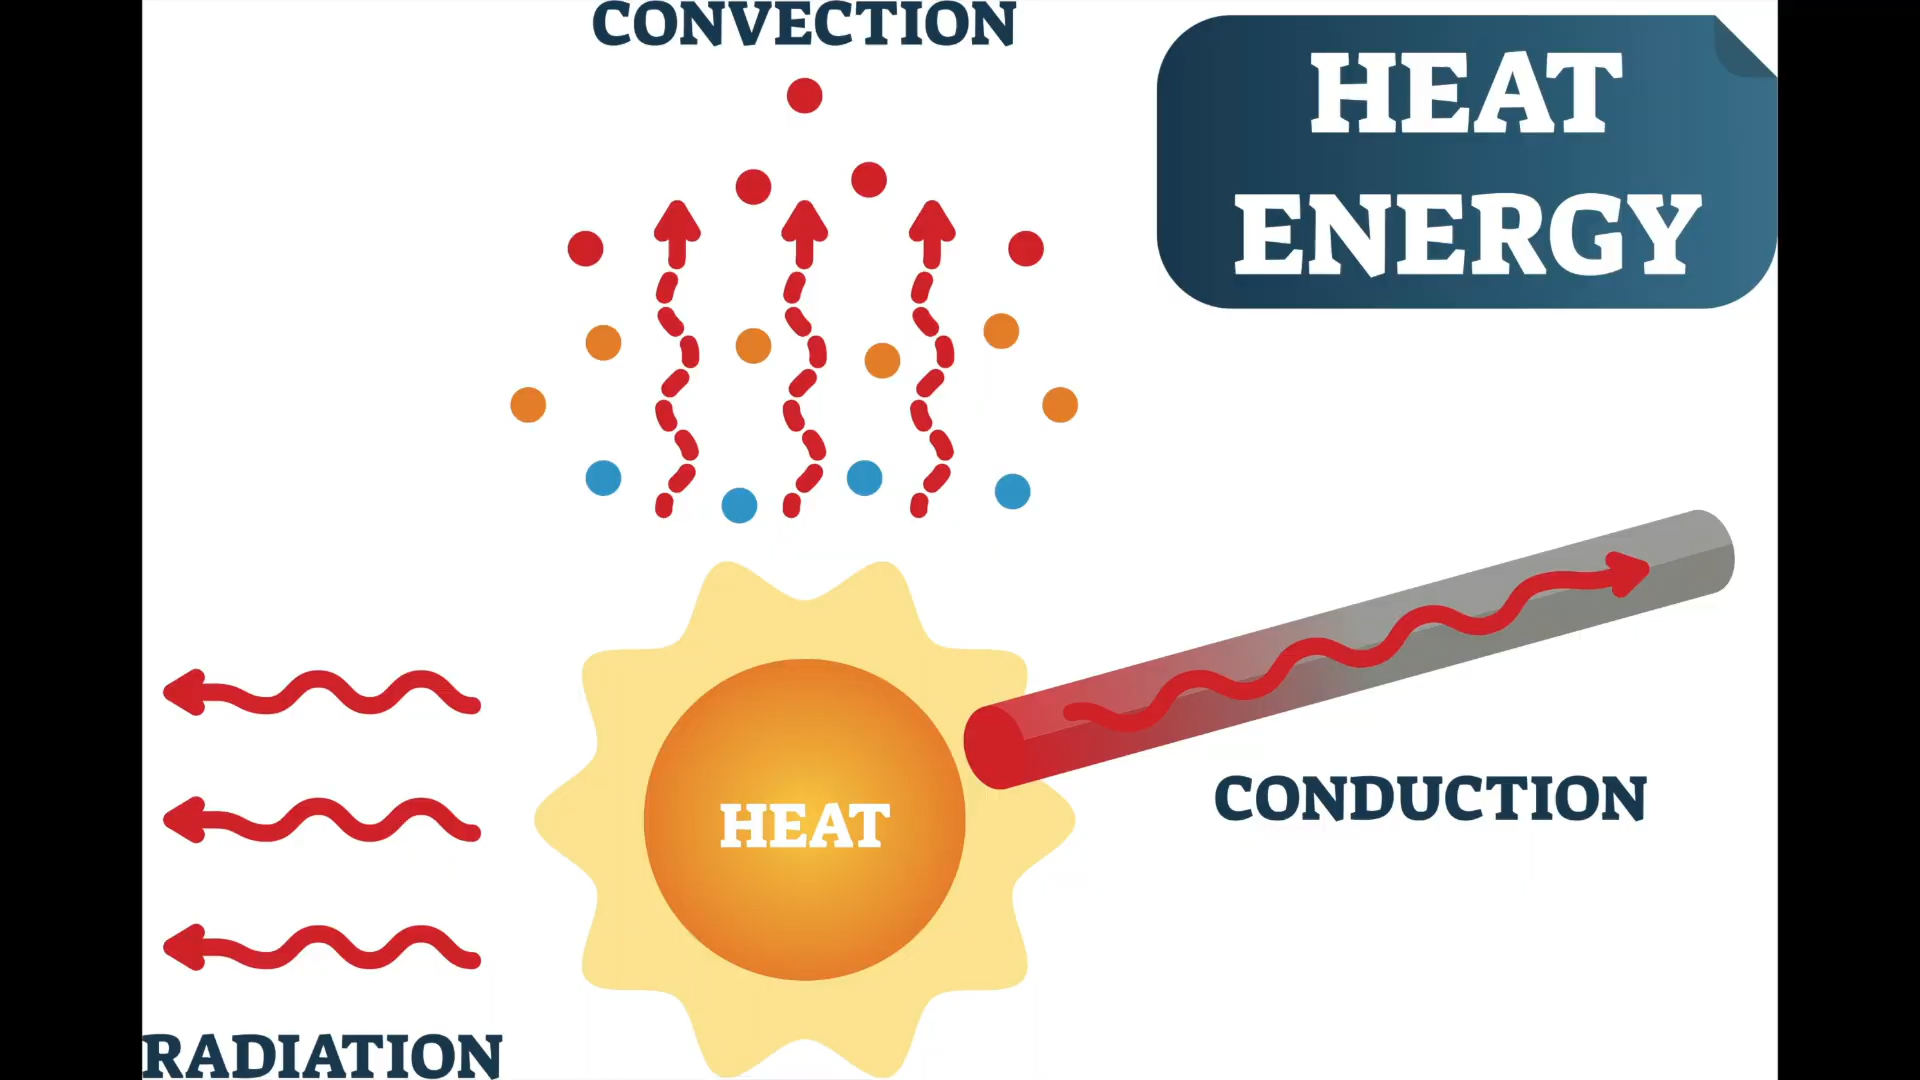 CONVECTION
HEAT
ENERGY
HEAT
CONDUCTION
RADIATION